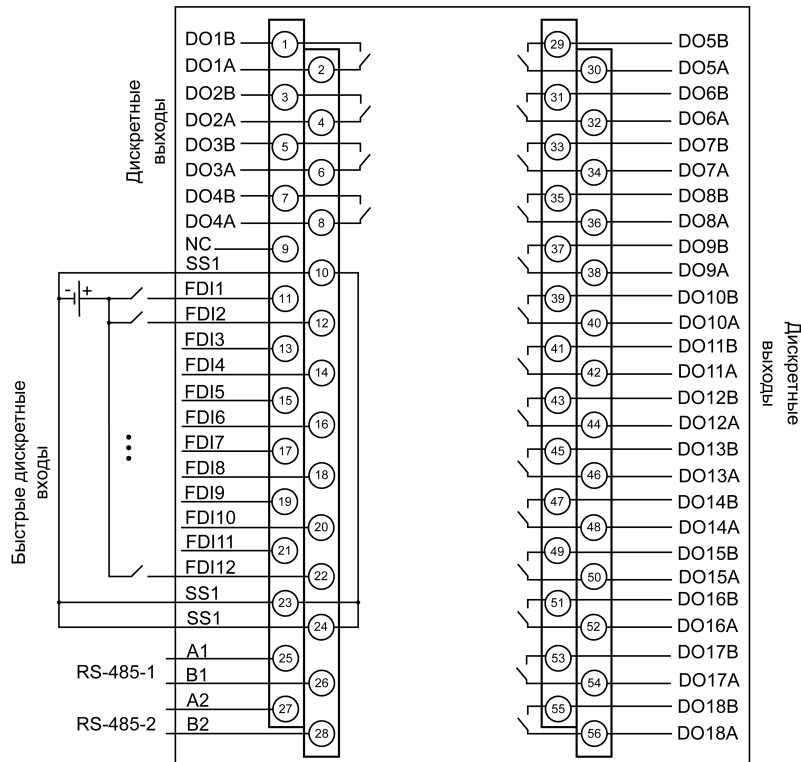 Дискретные
выходы
DO1B 1
DO1A 2
DO2B 3
DO2A 4
DO3B 5
DO3A 6
DO4B 7
DO4A 8
NC 9
SS1 10
- +
FDI1 11
FDI2 12
FDI3 13
FDI4 14
FDI5 15
FDI6 16
FDI7 17
FDI8 18
FDI9 19
FDI10 20
FDI11 21
FDI12 22
SS1 23
SS1 24
Быстрые дискретные
входы
RS-485-1
A1 25
B1 26
RS-485-2
A2 27
B2 28
29 DO5B
30 DO5A
31 DO6B
32 DO6A
33 DO7B
34 DO7A
35 DO8B
36 DO8A
37 DO9B
38 DO9A
39 DO10B
40 DO10A
41 DO11B
42 DO11A
43 DO12B
44 DO12A
45 DO13B
46 DO13A
47 DO14B
48 DO14A
49 DO15B
50 DO15A
51 DO16B
52 DO16A
53 DO17B
54 DO17A
55 DO18B
56 DO18A
Дискретные
выходы